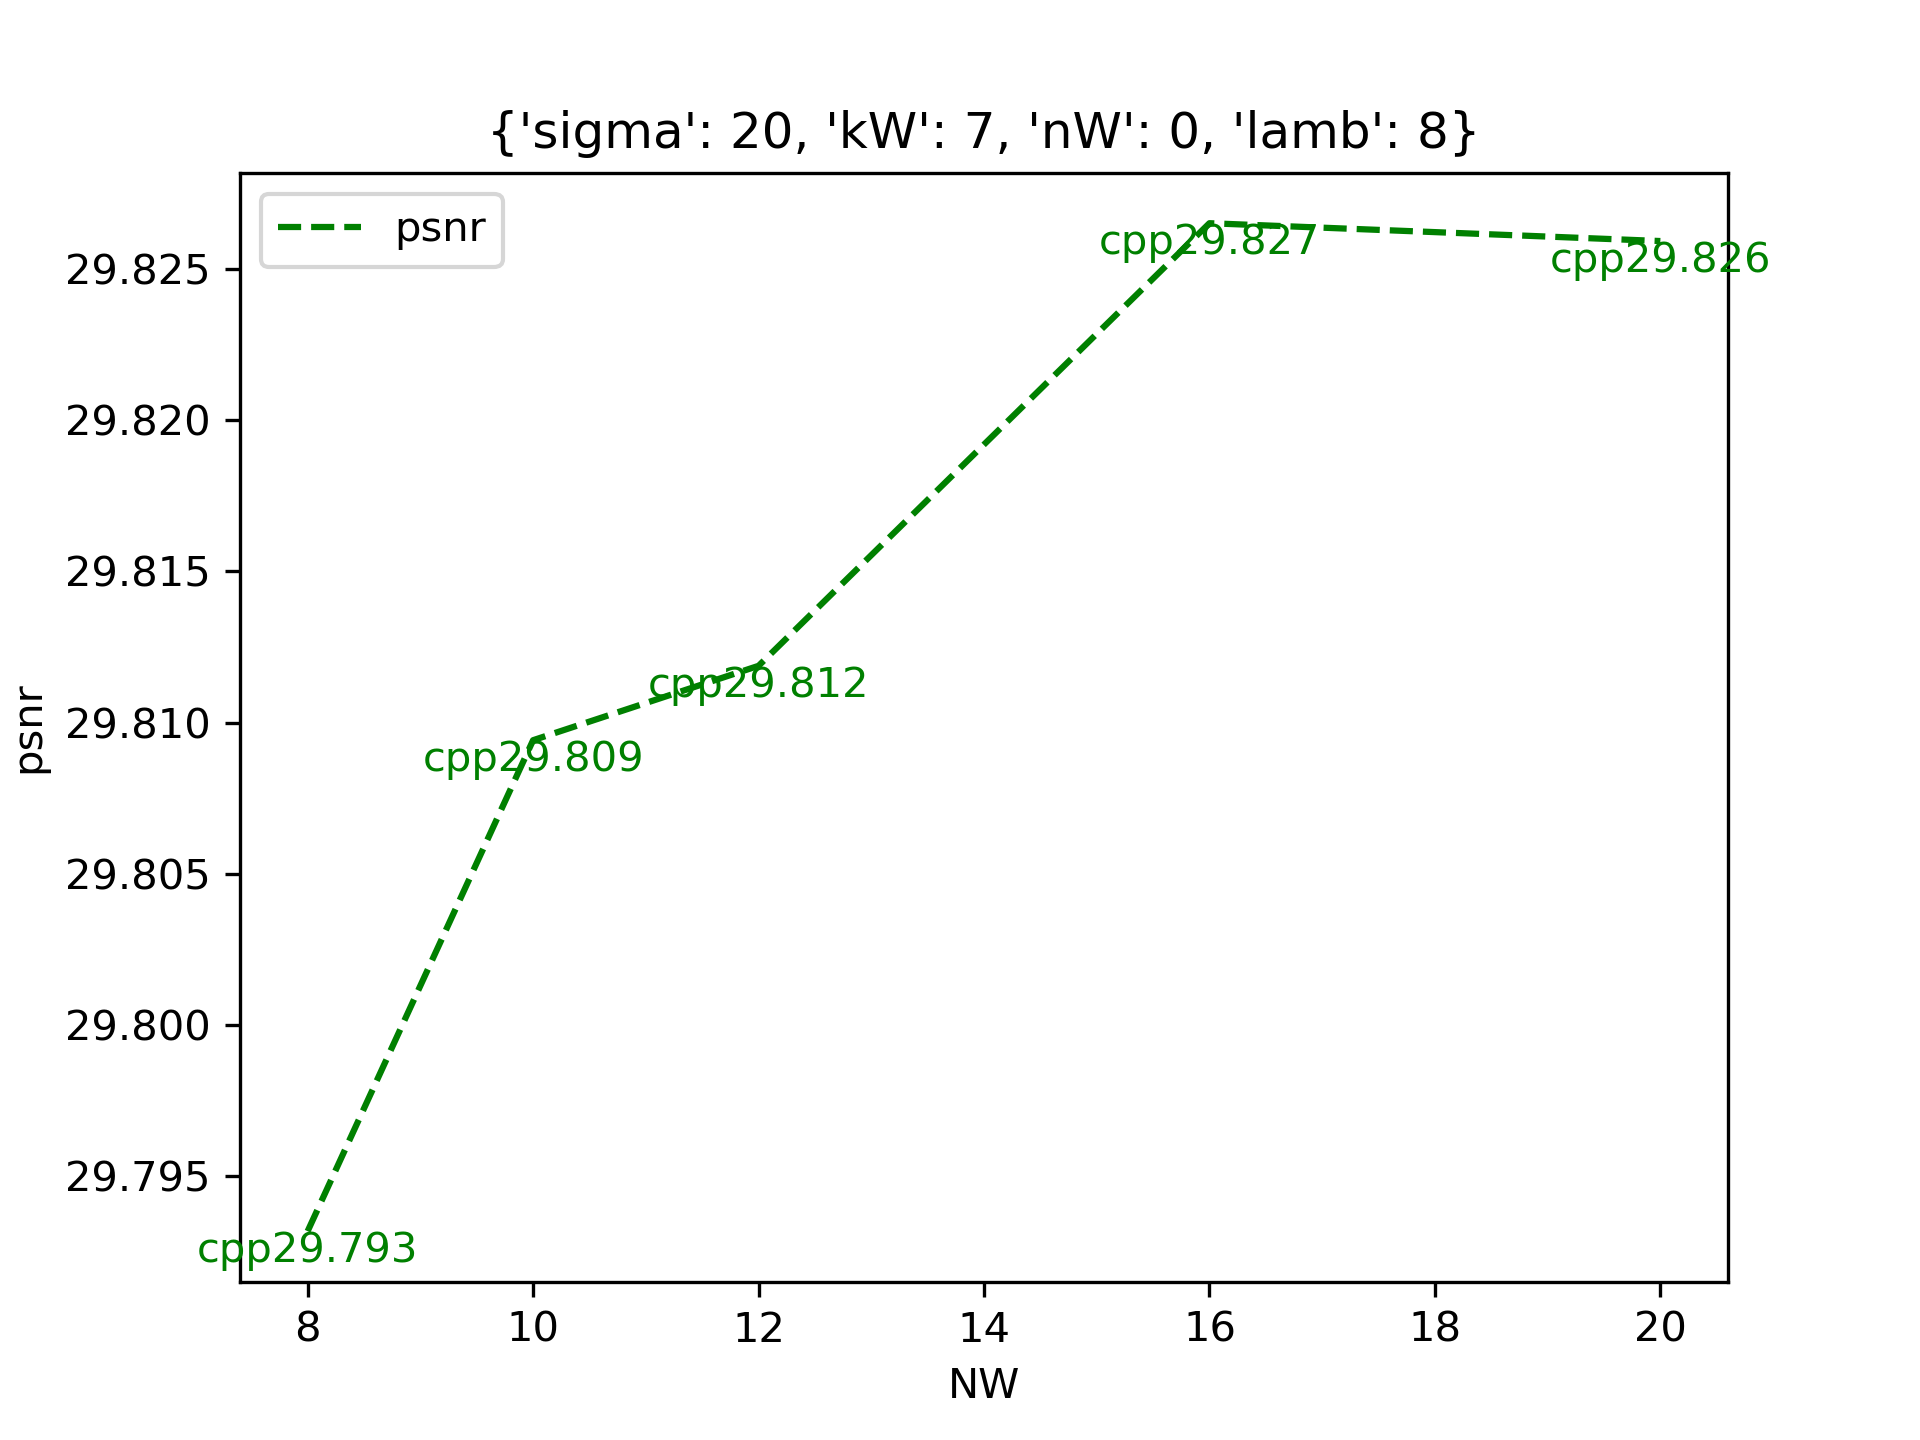 {'sigma': 20, 'kW': 7, 'nW': 0, 'lamb': 8}
psnr
cpp29.827
cpp29.826
29.825
29.820
29.815
cpp29.812
29.810
cpp29.809
psnr
29.805
29.800
29.795
cpp29.793
8 10 12 14 16 18 20
NW